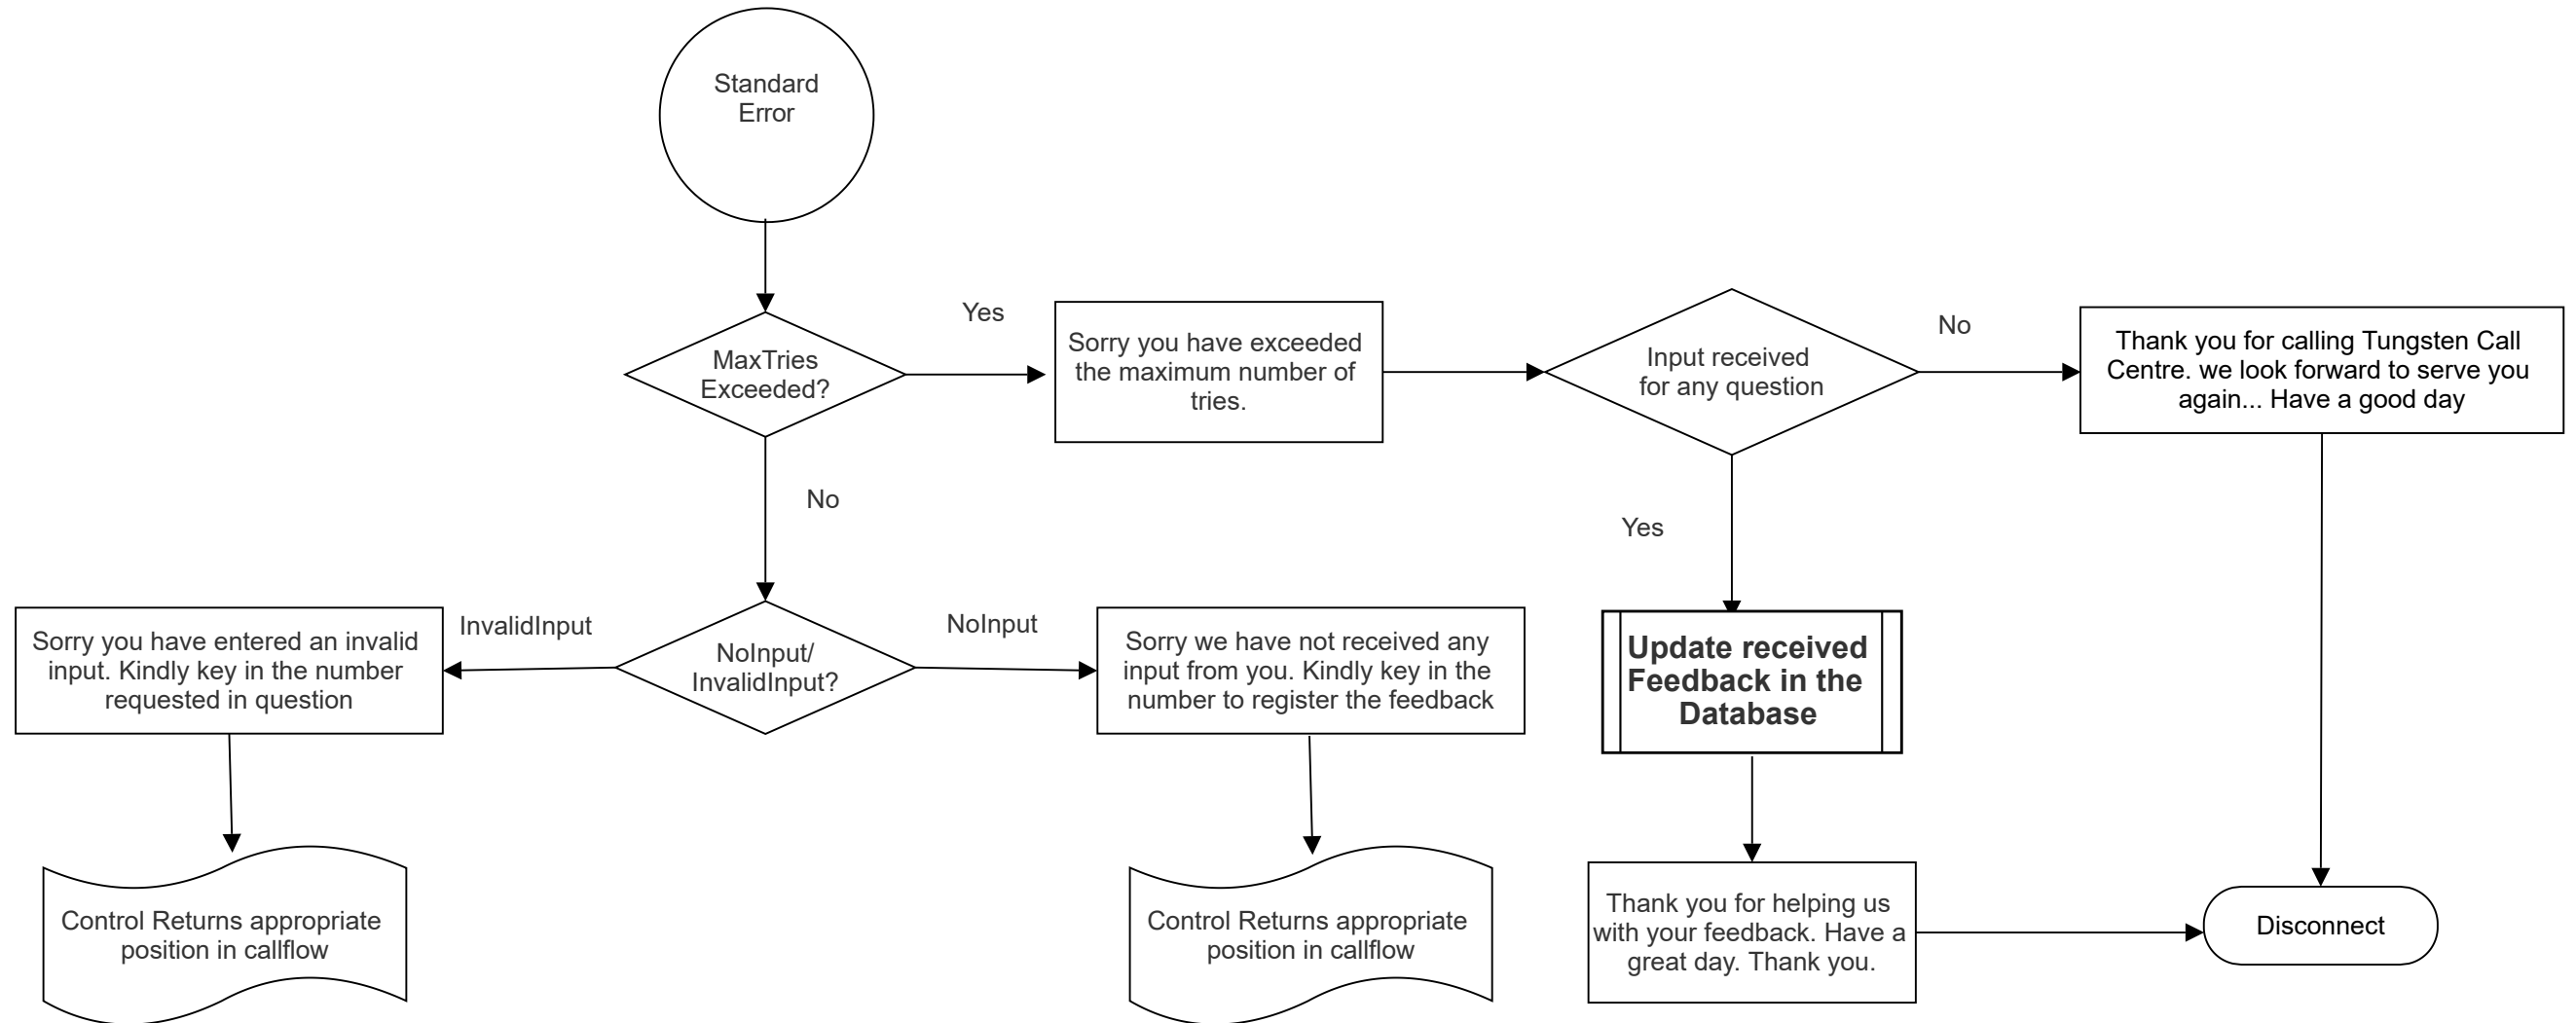 Standard
Error
MaxTries
Exceeded?
Yes
Sorry you have exceeded
the maximum number of
tries.
Input received
for any question
No
Thank you for calling Tungsten Call
Centre. we look forward to serve you
again... Have a good day
No
Yes
Sorry you have entered an invalid
input. Kindly key in the number
requested in question
InvalidInput
NoInput/
InvalidInput?
NoInput
Sorry we have not received any
input from you. Kindly key in the
number to register the feedback
Update received
Feedback in the
Database
Control Returns appropriate
position in callflow
Control Returns appropriate
position in callflow
Thank you for helping us
with your feedback. Have a
great day. Thank you.
Disconnect